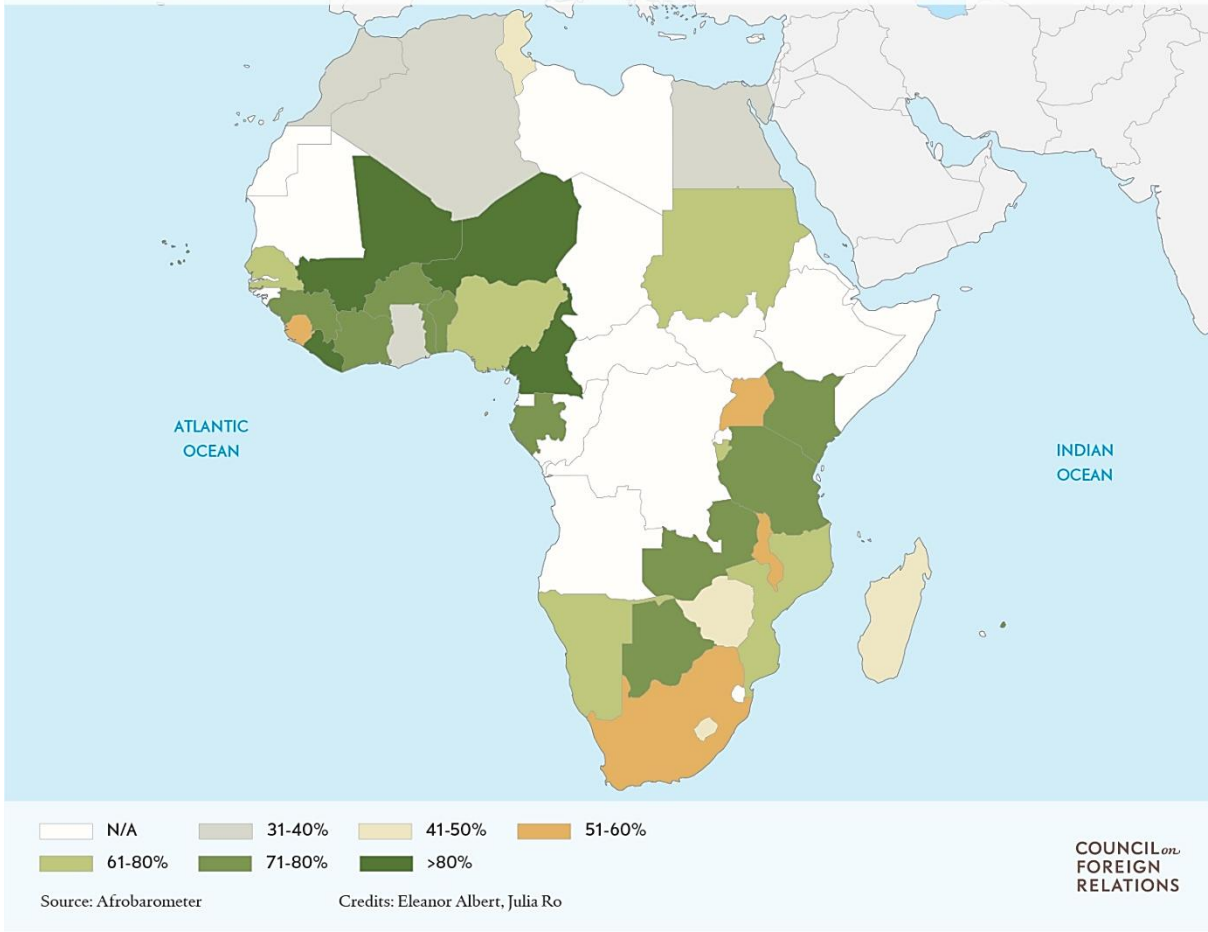 ATLANTIC
OCEAN
INDIAN
OCEAN
N/A
31-40%
41-50%
51-60%
61-80%
71-80%
>80%
Source: Afrobarometer
Credits: Eleanor Albert, Julia Ro
COUNCIL on
FOREIGN
RELATIONS